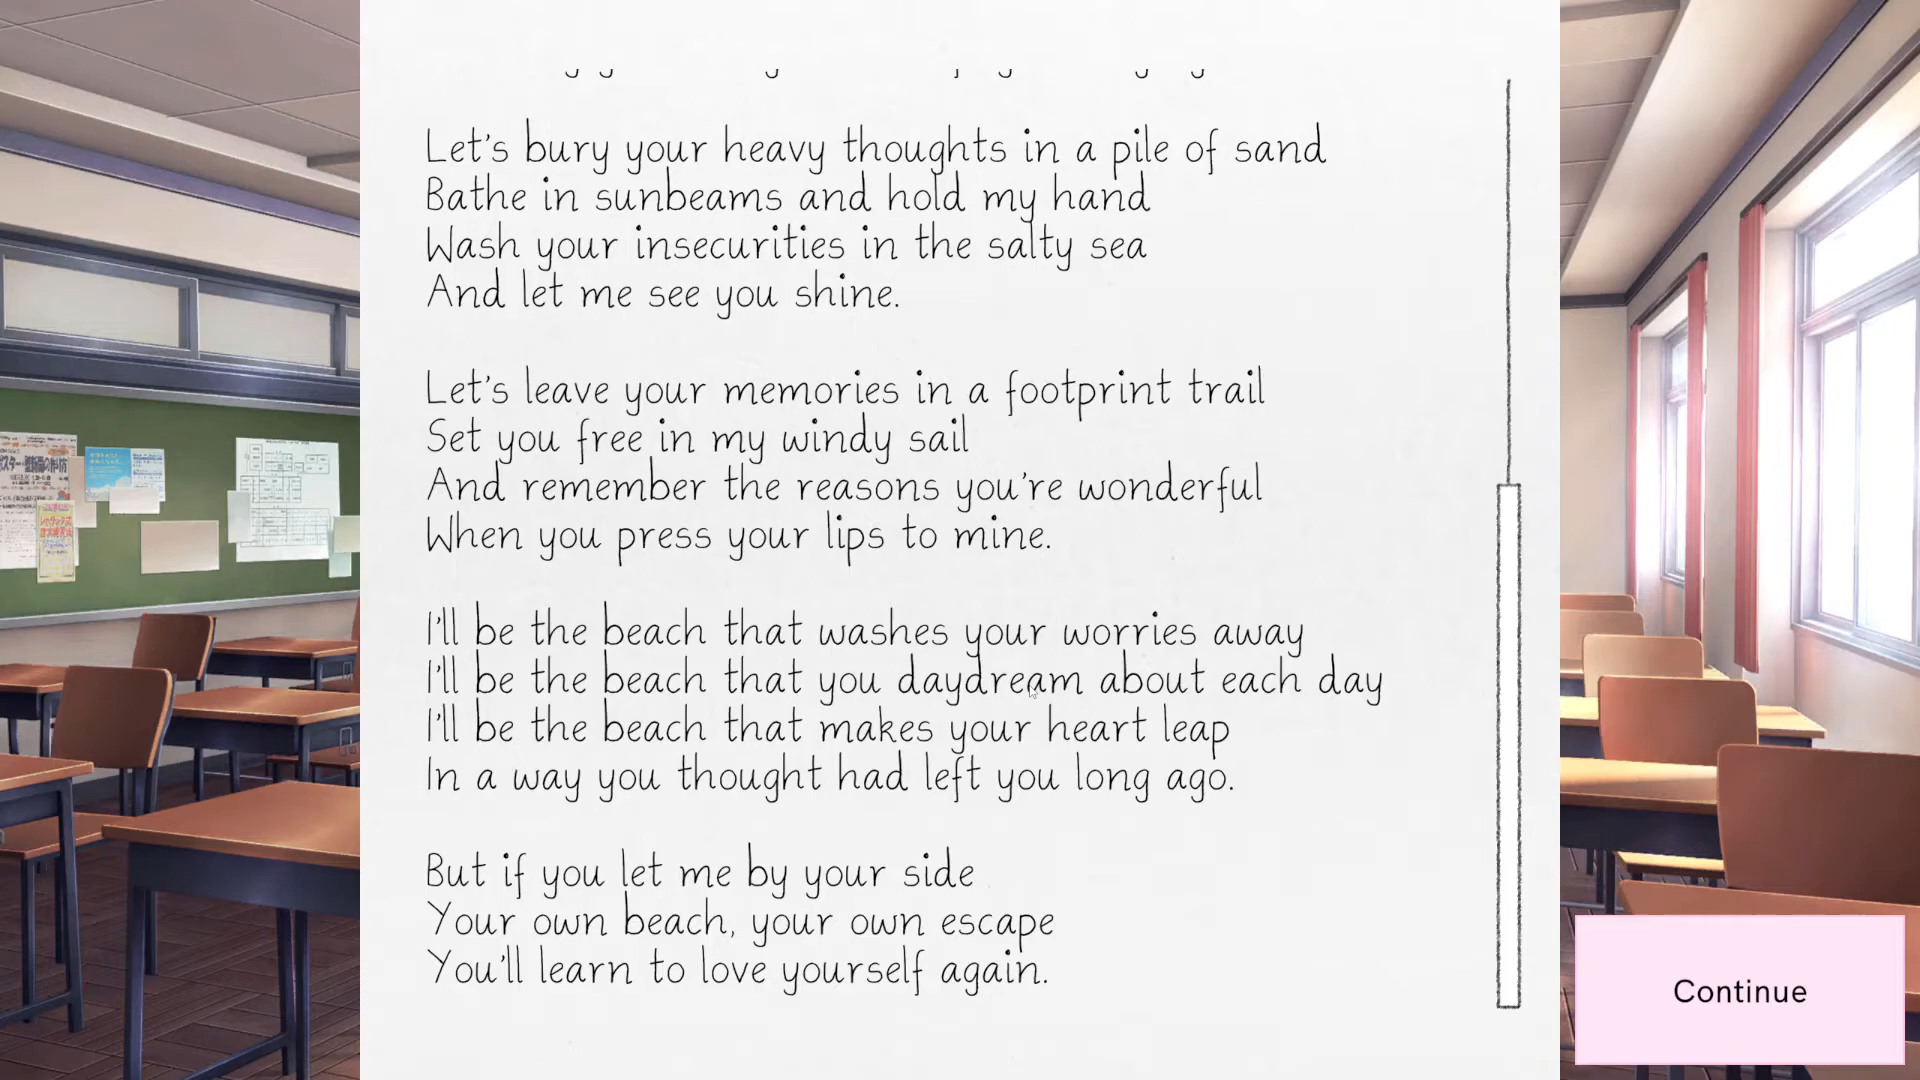 Let's bury your heavy thoughts in a pile of sand
Bathe in sunbeams and hold my hand
Wash your insecurities in the salty sea
And let me see you shine.
Let's leave your memories in a footprint trail
Set you free in my windy sail
And remember the reasons you're wonderful
When you press your lips to mine.
I'll be the beach that washes your worries away
I'll be the beach that you daydream about each day
I'll be the beach that makes your heart leap
In a way you thought had left you long ago.
But if you let me by your side
Your own beach, your own escape
You'll learn to love yourself again.
Continue